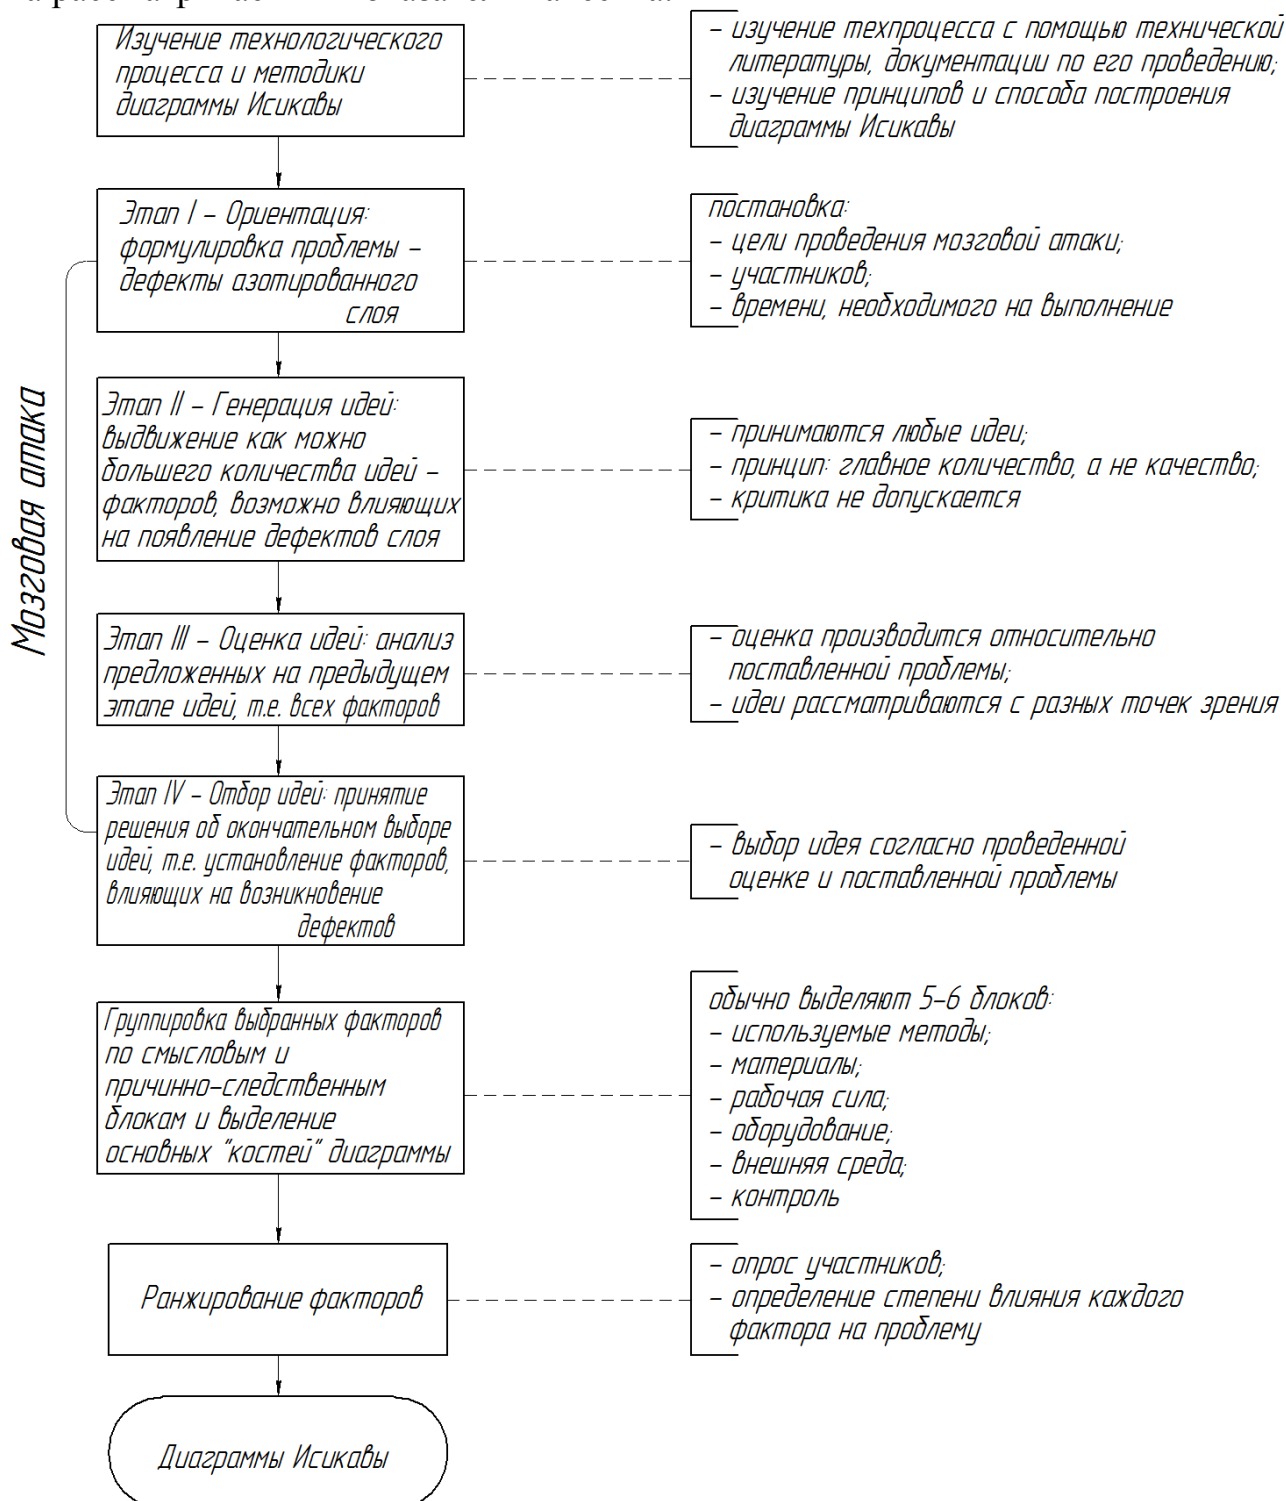 Изучение технологического
процесса и методики
диаграммы Исикавы
– изучение техпроцесса с помощью технической
литературы, документации по его проведению;
– изучение принципов и способа построения
диаграммы Исикавы
Мозговая атака
Этап I – Ориентация:
формулировка проблемы –
дефекты азотированного
слоя
постановка:
– цели проведения мозговой атаки;
– участников;
– времени, необходимого на выполнение
Этап II – Генерация идей:
выдвижение как можно
большего количества идей –
факторов, возможно влияющих
на появление дефектов слоя
– принимаются любые идеи;
– принцип: главное количество, а не качество;
– критика не допускается
Этап III – Оценка идей: анализ
предложенных на предыдущем
этапе идей, т.е. всех факторов
– оценка производится относительно
поставленной проблемы;
– идеи рассматриваются с разных точек зрения
Этап IV – Отбор идей: принятие
решения об окончательном выборе
идей, т.е. установление факторов,
влияющих на возникновение
дефектов
– выбор идея согласно проведенной
оценке и поставленной проблемы
Группировка выбранных факторов
по смысловым и
причинно-следственным
блокам и выделение
основных "костей" диаграммы
обычно выделяют 5–6 блоков:
– используемые методы;
– материалы;
– рабочая сила;
– оборудование;
– внешняя среда;
– контроль
Ранжирование факторов
– опрос участников;
– определение степени влияния каждого
фактора на проблему
Диаграммы Исикавы